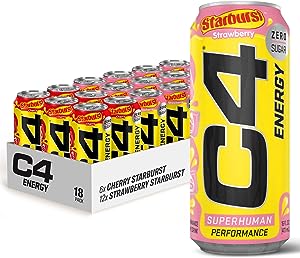 C4
ENERGY
18
PACK
6x CHERRY STARBURST
12x STRAWBERRY STARBURST
Starburst
Strawberry
ZERO
SUGAR
C4
ENERGY
SUPERHUMAN
PERFORMANCE